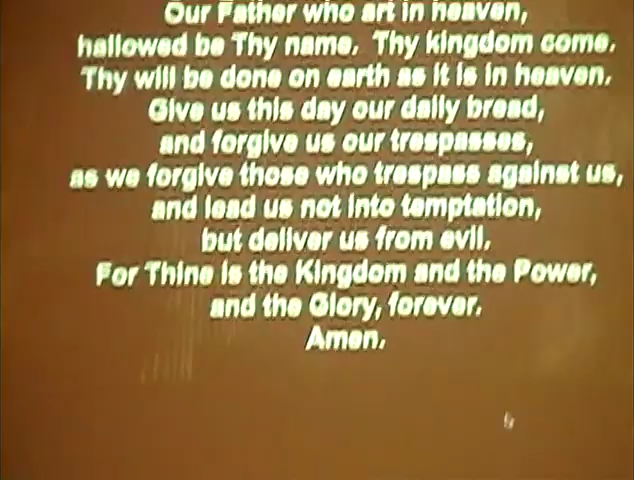 Our Father who art in heaven,
hallowed be Thy name. Thy kingdom come.
Thy will be done on earth as it is in heaven.
Give us this day our daily bread,
and forgive us our trespasses,
as we forgive those who trespass against us,
and lead us not into temptation,
but deliver us from evil.
For Thine is the Kingdom and the Power,
and the Glory, forever.
Amen.